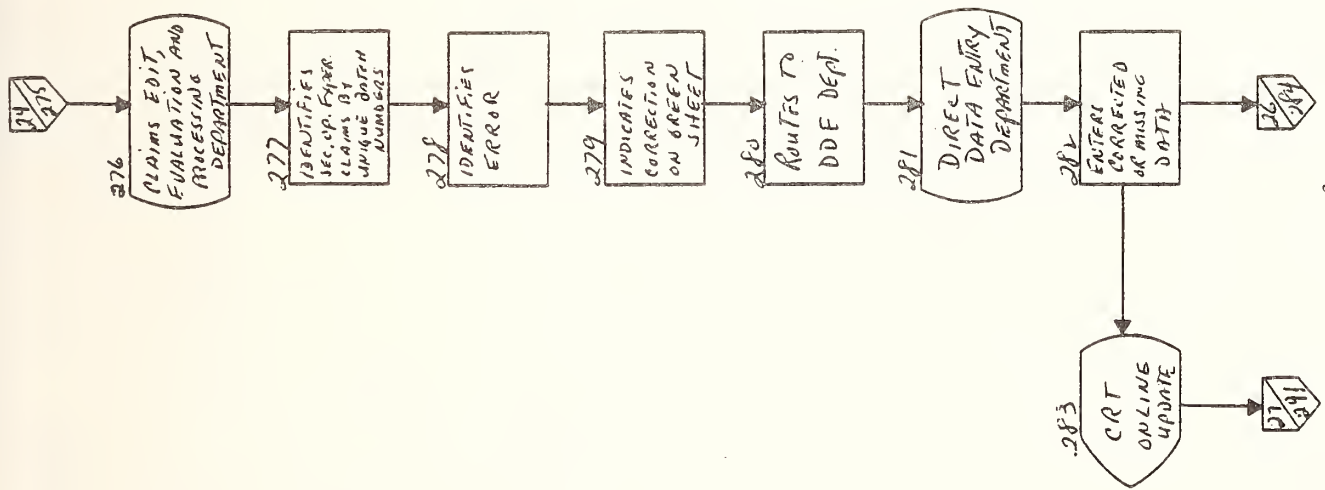 24
275
276
CLAIMS EDIT,
EVALUATION AND
PROCESSING
DEPARTMENT
277
IDENTIFIES
SEC. OP. EXPER.
CLAIMS BY
UNIQUE BATCH
NUMBERS
278
IDENTIFIES
ERROR
279
INDICATES
CORRECTION
ON GREEN
SHEET
280
ROUTES TO
DDE DEPT.
281
DIRECT
DATA ENTRY
DEPARTMENT
282
ENTERS
CORRECTED
OR MISSING
DATA
26
284
283
CRT
ONLINE
UPDATE
27
291